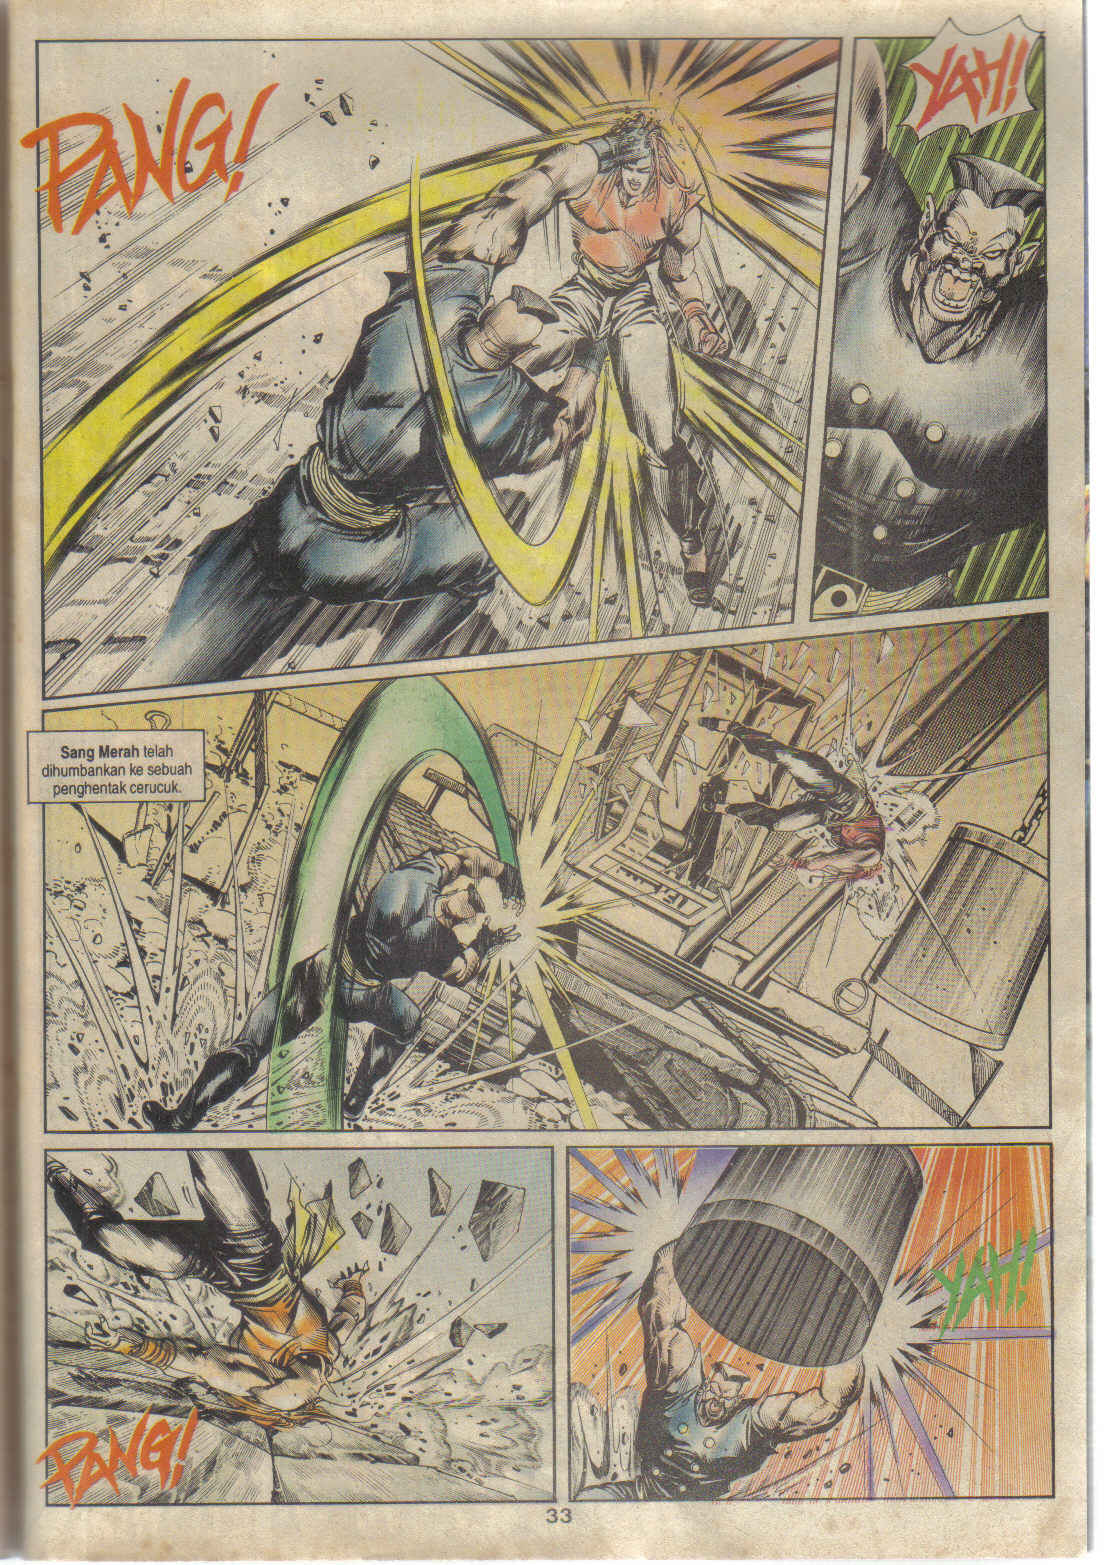 PANG!
YAH!
Sang Merah telah
dihumbankan ke sebuah
penghentak cerucuk.
PANG!
YAH!
33